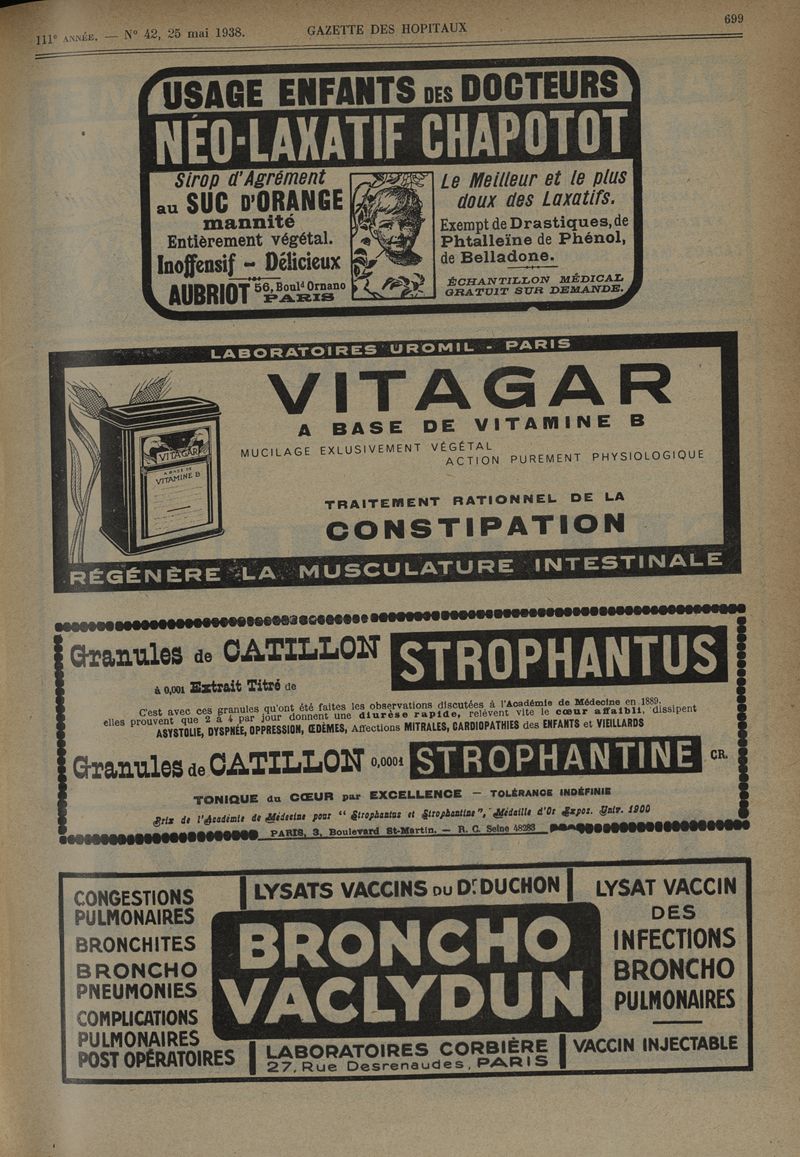 111e ANNÉE. — N° 42, 25 mai 1938.
GAZETTE DES HOPITAUX
699
USAGE ENFANTS DES DOCTEURS
NÉO-LAXATIF CHAPOTOT
Sirop d'Agrément
au SUC D'ORANGE
mannité
Entièrement végétal.
Inoffensif - Délicieux
AUBRIOT 56, Bould Ornano
PARIS
Le Meilleur et le plus
doux des Laxatifs.
Exempt de Drastiques, de
Phtalleïne de Phénol,
de Belladone.
ÉCHANTILLON MÉDICAL
GRATUIT SUR DEMANDE.
LABORATOIRES UROMIL - PARIS
VITAGAR
A BASE DE VITAMINE B
MUCILAGE EXLUSIVEMENT VÉGÉTAL
ACTION PUREMENT PHYSIOLOGIQUE
VITAGAR
A BASE DE
VITAMINE B
TRAITEMENT RATIONNEL DE LA
CONSTIPATION
RÉGÉNÈRE LA MUSCULATURE INTESTINALE
Granules de CATILLON STROPHANTUS
à 0,001 Extrait Titré de
C'est avec ces granules qu'ont été faites les observations discutées à l'Académie de Médecine en 1889,
elles prouvent que 2 à 4 par jour donnent une diurèse rapide, relèvent vite le cœur affaibli, dissipent
ASYSTOLIE, DYSPNÉE, OPPRESSION, ŒDÈMES, Affections MITRALES, CARDIOPATHIES des ENFANTS et VIEILLARDS
Granules de CATILLON 0,0001 STROPHANTINE CR.
TONIQUE du CŒUR par EXCELLENCE — TOLÉRANCE INDÉFINIE
Prix de l'Académie de Médecine pour " Strophantus et Strophantine ", Médaille d'Or Expos. Univ. 1900
PARIS, 3, Boulevard St-Martin. — R. C. Seine 48283
CONGESTIONS
PULMONAIRES
BRONCHITES
BRONCHO
PNEUMONIES
COMPLICATIONS
PULMONAIRES
POST OPÉRATOIRES
LYSATS VACCINS DU Dr DUCHON
BRONCHO
VACLYDUN
LABORATOIRES CORBIÈRE
27, Rue Desrenaudes, PARIS
LYSAT VACCIN
DES
INFECTIONS
BRONCHO
PULMONAIRES
VACCIN INJECTABLE